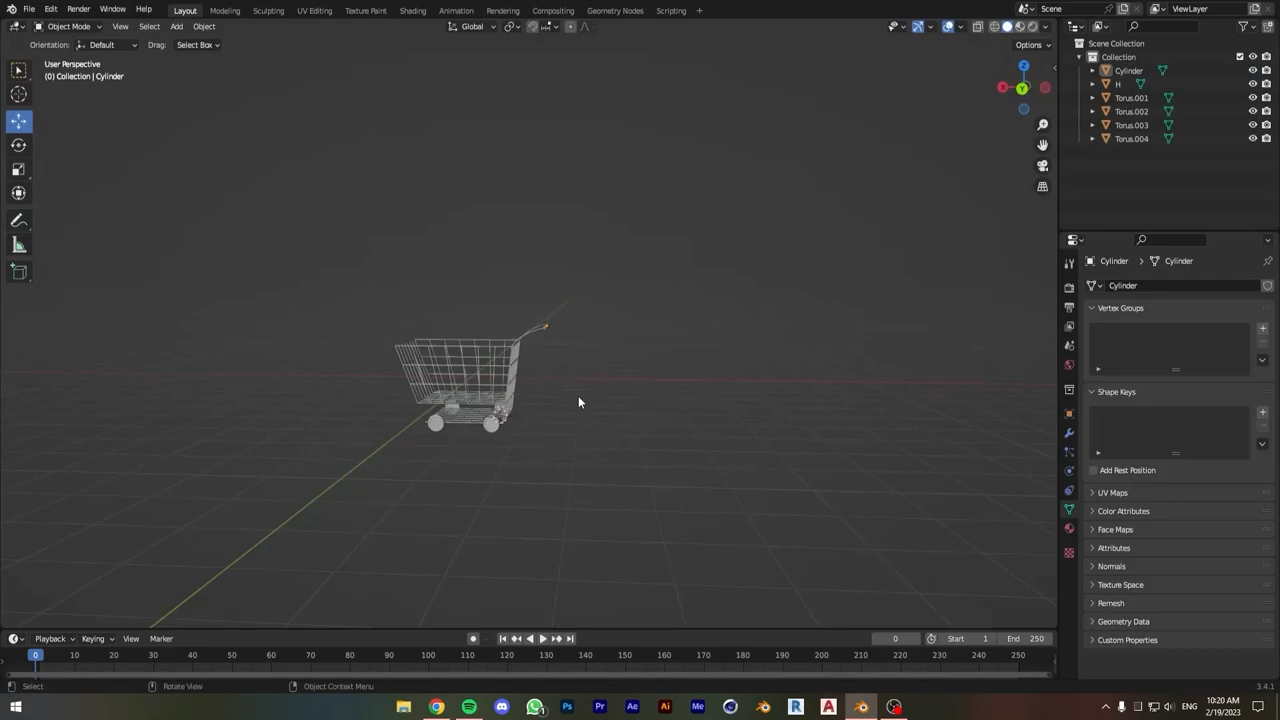 File Edit Render Window Help Layout Modeling Sculpting UV Editing Texture Paint Shading Animation Rendering Compositing Geometry Nodes Scripting + Scene ViewLayer
Object Mode View Select Add Object Global
Orientation: Default Drag: Select Box Options
User Perspective
(0) Collection | Cylinder
X Y Z
Scene Collection
Collection
Cylinder
H
Torus.001
Torus.002
Torus.003
Torus.004
Cylinder > Cylinder
Cylinder
Vertex Groups
Shape Keys
Add Rest Position
UV Maps
Color Attributes
Face Maps
Attributes
Normals
Texture Space
Remesh
Geometry Data
Custom Properties
Playback Keying View Marker 0 Start 1 End 250
0 10 20 30 40 50 60 70 80 90 100 110 120 130 140 150 160 170 180 190 200 210 220 230 240 250
Select Rotate View Object Context Menu 3.4.1
Ps Pr Ae Ai Me R A ENG 10:20 AM
2/19/2023